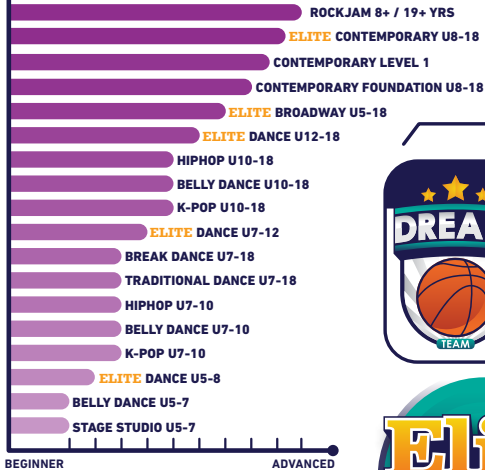 ROCKJAM 8+ / 19+ YRS
ELITE CONTEMPORARY U8-18
CONTEMPORARY LEVEL 1
CONTEMPORARY FOUNDATION U8-18
ELITE BROADWAY U5-18
ELITE DANCE U12-18
HIPHOP U10-18
BELLY DANCE U10-18
K-POP U10-18
ELITE DANCE U7-12
BREAK DANCE U7-18
TRADITIONAL DANCE U7-18
HIPHOP U7-10
BELLY DANCE U7-10
K-POP U7-10
ELITE DANCE U5-8
BELLY DANCE U5-7
STAGE STUDIO U5-7
BEGINNER ADVANCED
TEAM